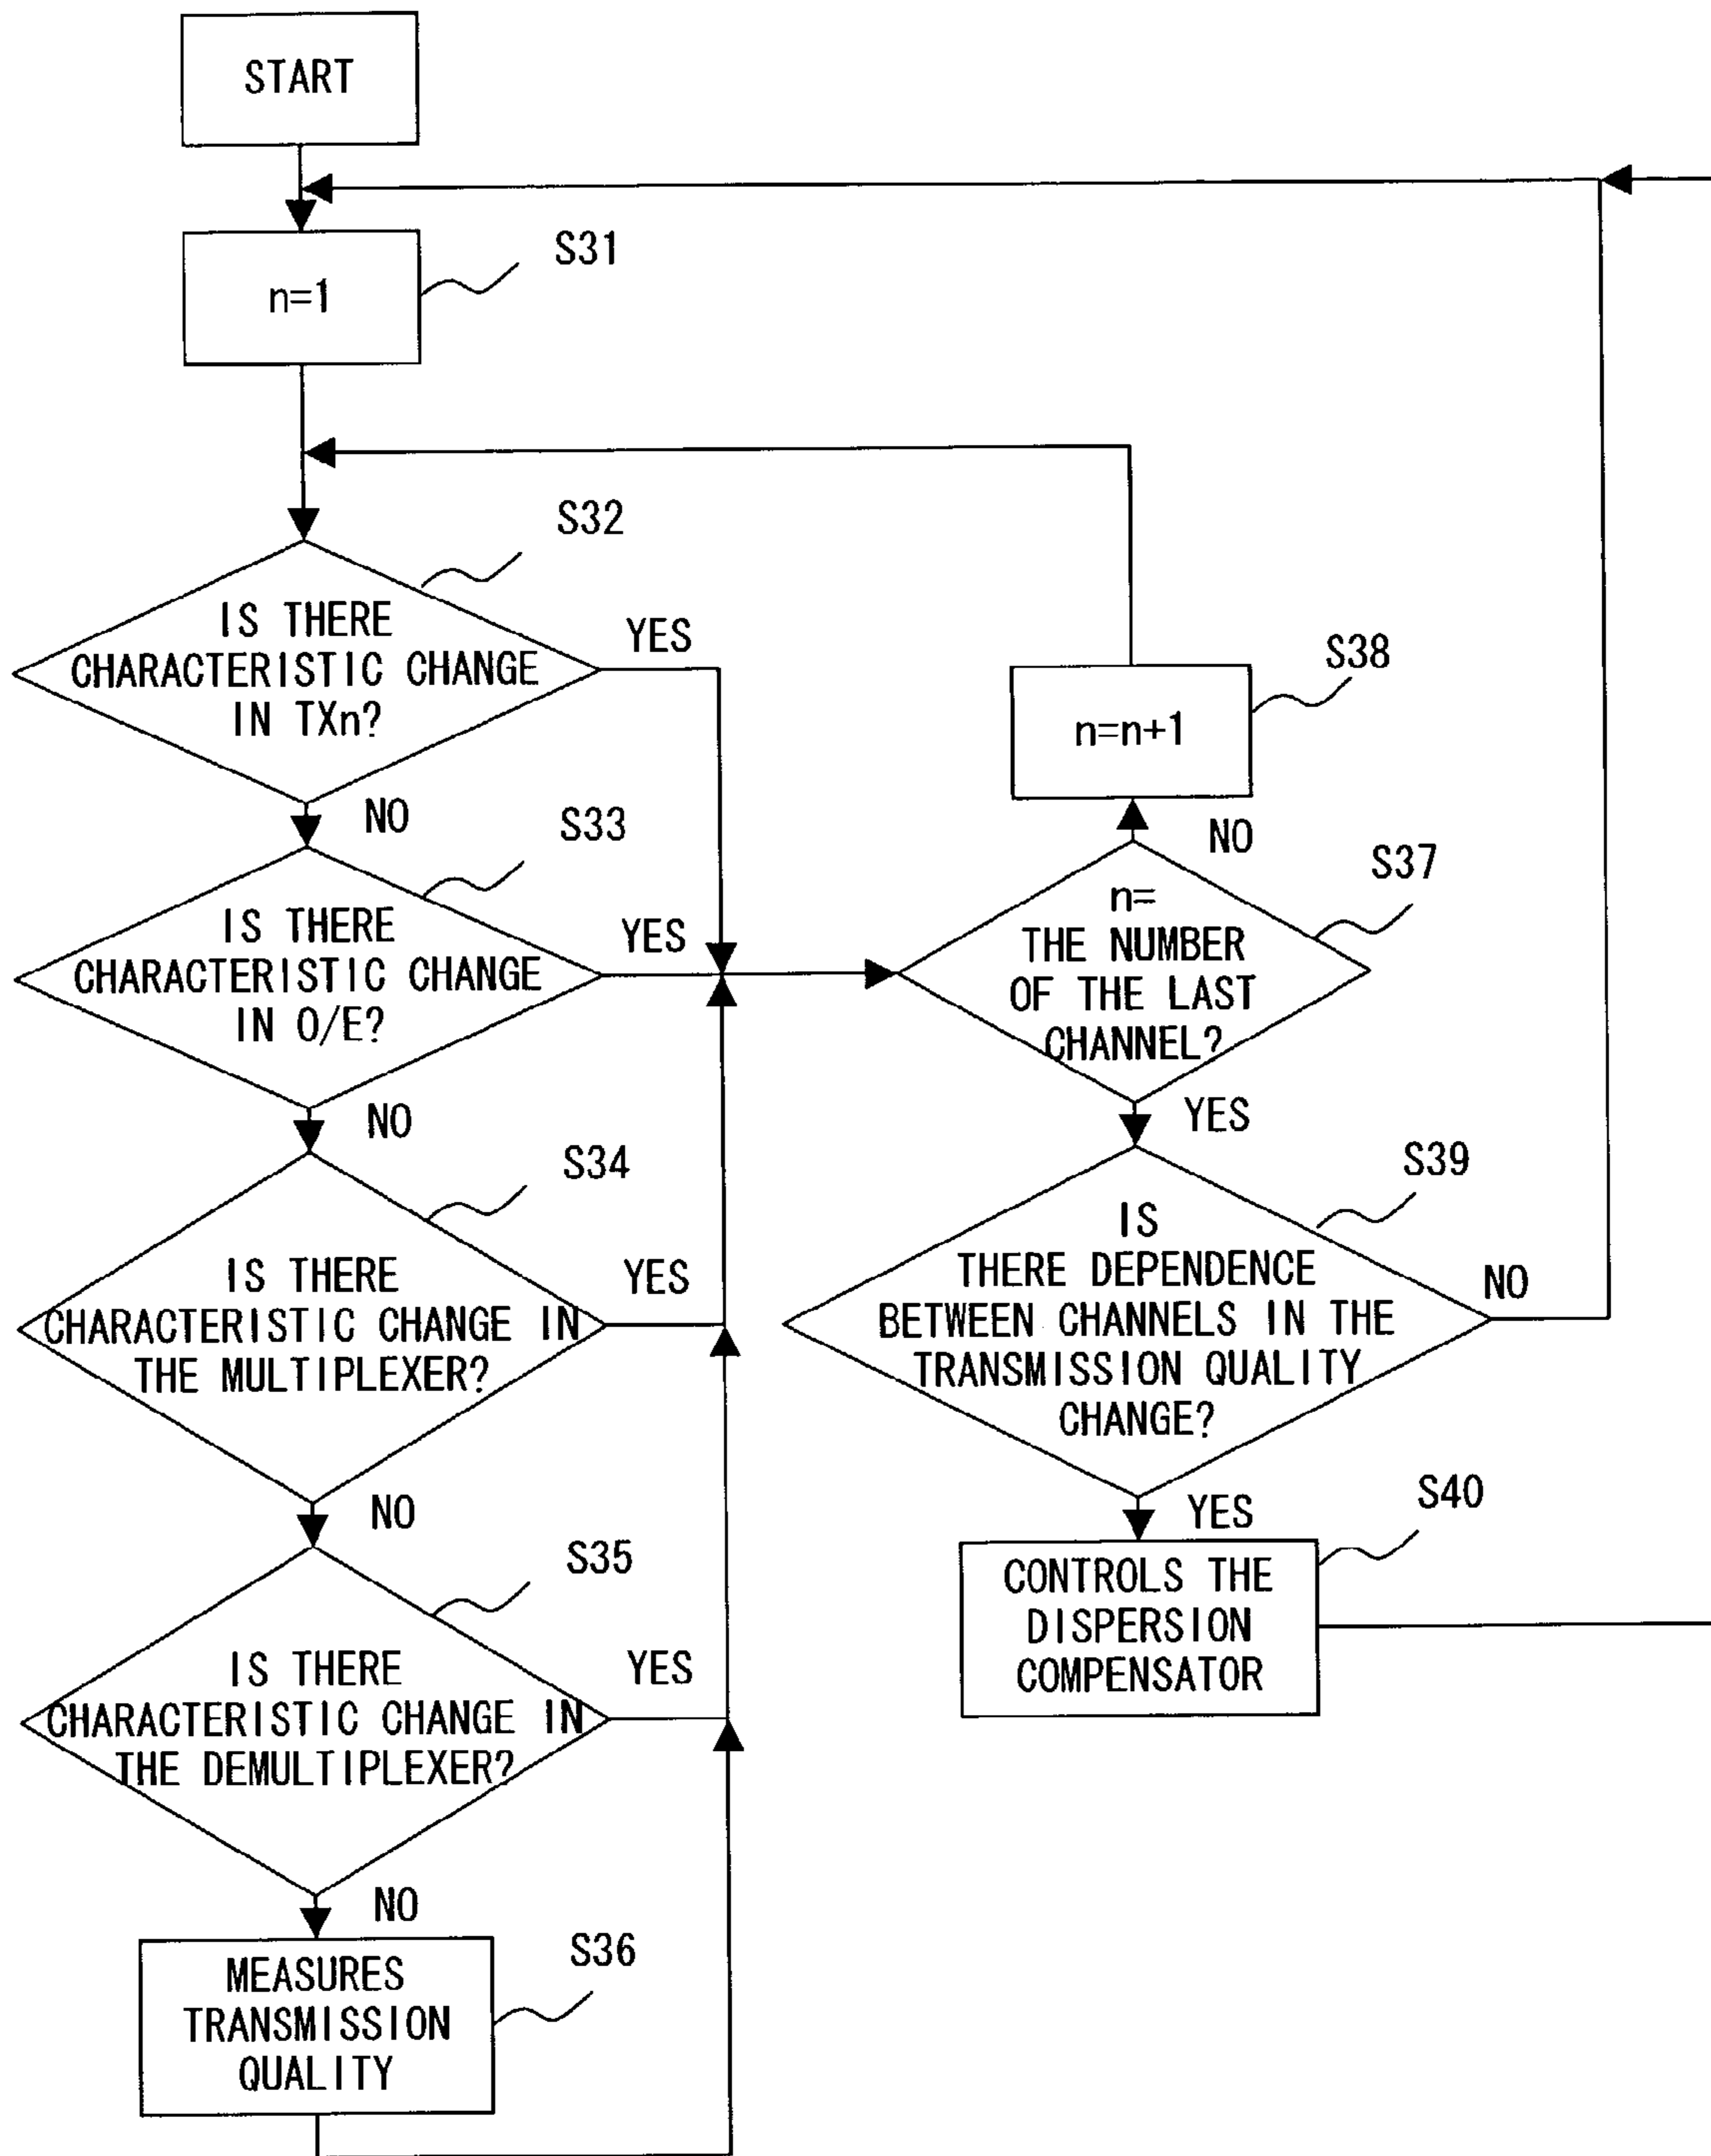 START
n=1
S31
S32
IS THERE
CHARACTERISTIC CHANGE
IN TXn?
YES
NO
S33
IS THERE
CHARACTERISTIC CHANGE
IN O/E?
YES
NO
S34
IS THERE
CHARACTERISTIC CHANGE IN
THE MULTIPLEXER?
YES
NO
S35
IS THERE
CHARACTERISTIC CHANGE IN
THE DEMULTIPLEXER?
YES
NO
S36
MEASURES
TRANSMISSION
QUALITY
S38
n=n+1
NO
S37
n=
THE NUMBER
OF THE LAST
CHANNEL?
YES
S39
IS
THERE DEPENDENCE
BETWEEN CHANNELS IN THE
TRANSMISSION QUALITY
CHANGE?
NO
YES
S40
CONTROLS THE
DISPERSION
COMPENSATOR